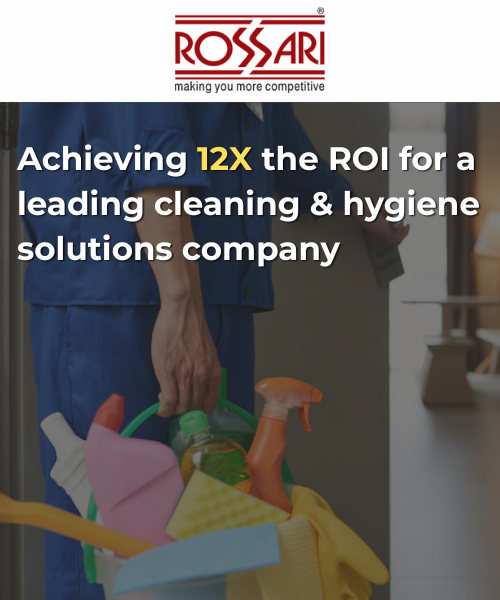 ROSSARI®
making you more competitive
Achieving 12X the ROI for a
leading cleaning & hygiene
solutions company